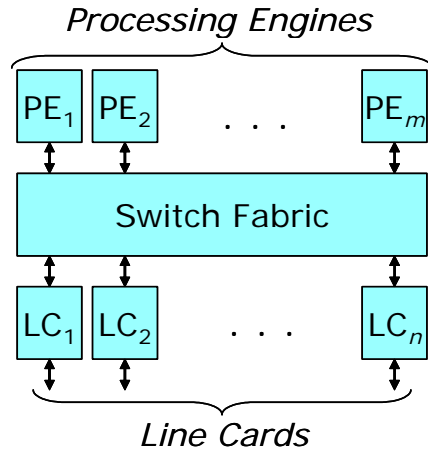 Processing Engines
PE1 PE2 . . . PEm
Switch Fabric
LC1 LC2 . . . LCn
Line Cards